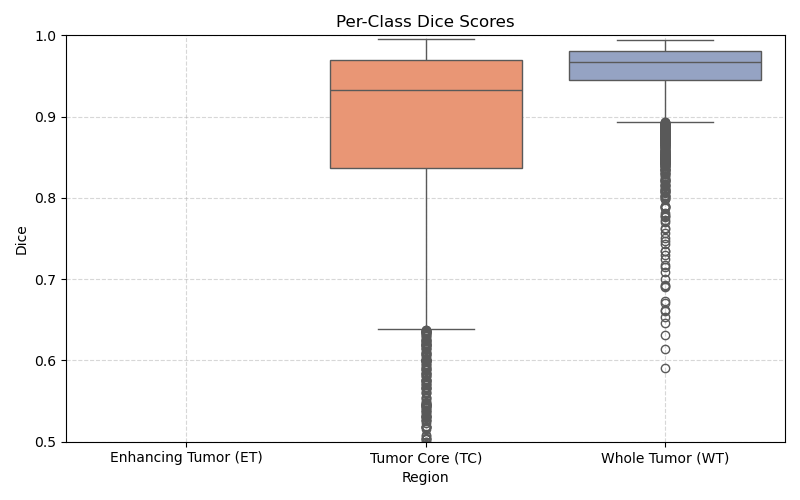 Per-Class Dice Scores
1.0
0.9
0.8
0.7
0.6
0.5
Dice
Enhancing Tumor (ET) Tumor Core (TC) Whole Tumor (WT)
Region